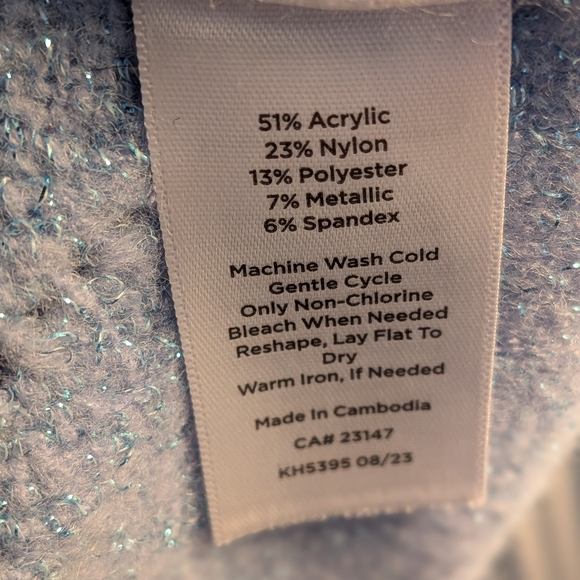 51% Acrylic
23% Nylon
13% Polyester
7% Metallic
6% Spandex
Machine Wash Cold
Gentle Cycle
Only Non-Chlorine
Bleach When Needed
Reshape, Lay Flat To
Dry
Warm Iron, If Needed
Made In Cambodia
CA# 23147
KH5395 08/23